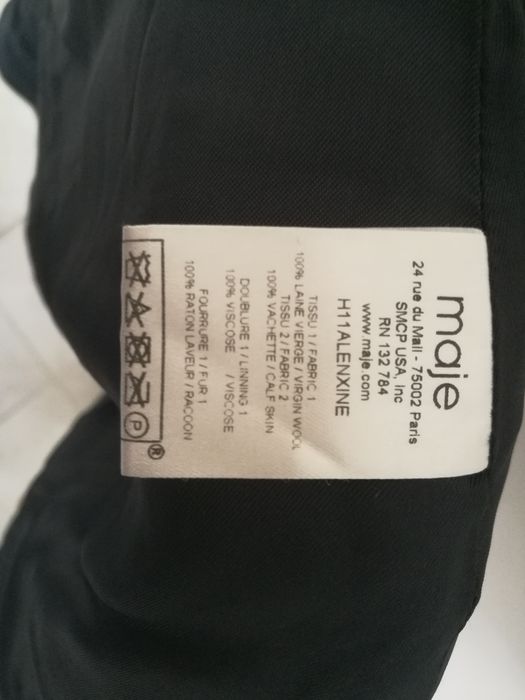 maje
24 rue du Mail - 75002 Paris
SMCP USA, Inc
RN 132 784
www.maje.com
H11ALENXINE
TISSU 1 / FABRIC 1
100% LAINE VIERGE / VIRGIN WOOL
TISSU 2 / FABRIC 2
100% VACHETTE / CALF SKIN
DOUBLURE 1 / LINNING 1
100% VISCOSE / VISCOSE
FOURRURE 1 / FUR 1
100% RATON LAVEUR / RACOON
P
®